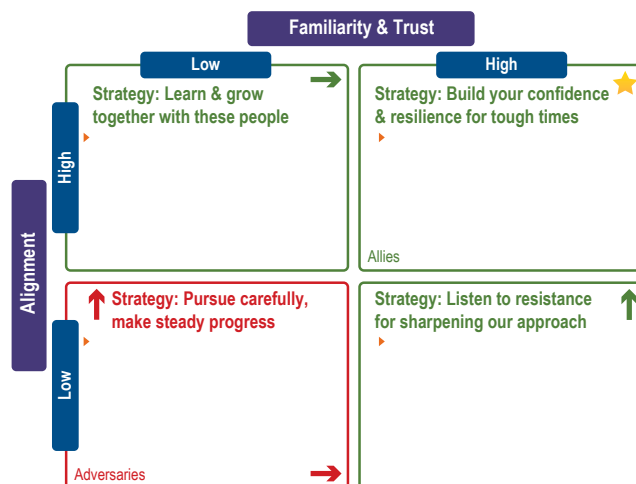 Familiarity & Trust
Low
High
Alignment
High
Strategy: Learn & grow
together with these people
Strategy: Build your confidence
& resilience for tough times
Allies
Low
Strategy: Pursue carefully,
make steady progress
Adversaries
Strategy: Listen to resistance
for sharpening our approach